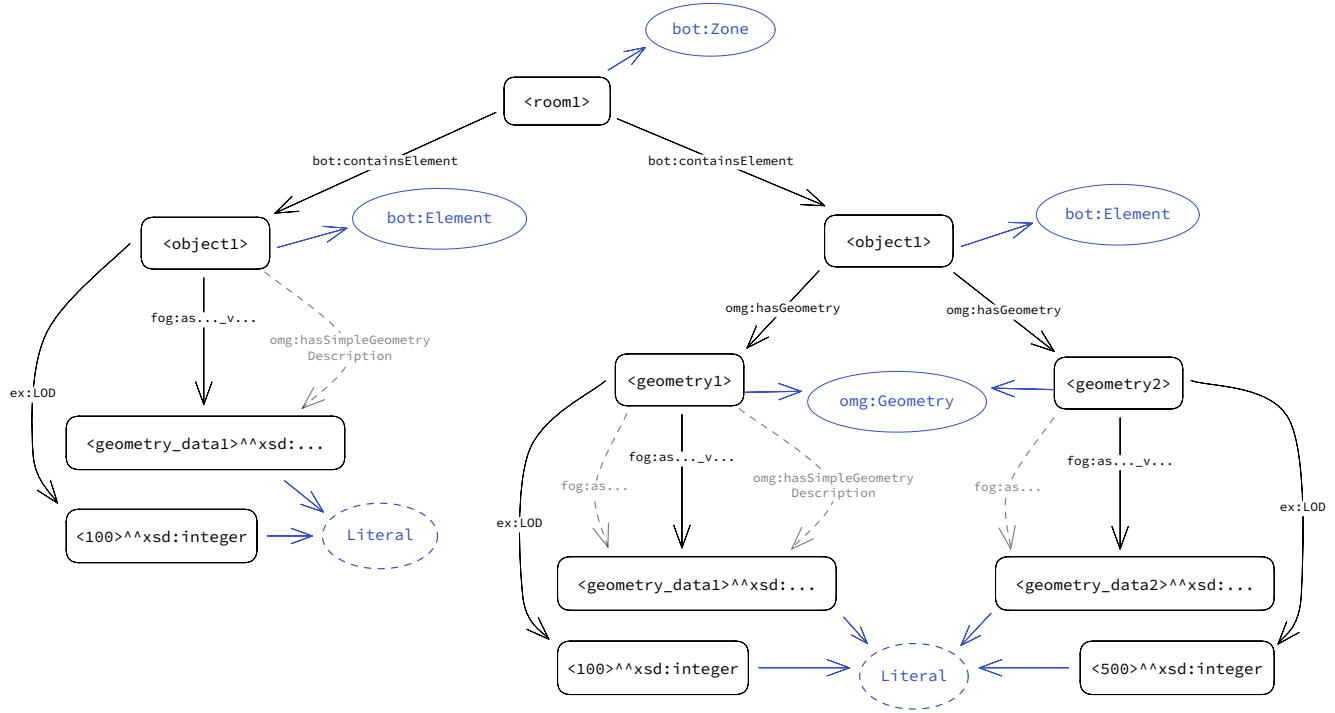 bot:Zone
<room1>
bot:containsElement
bot:containsElement
bot:Element
bot:Element
<object1>
<object1>
fog:as..._v...
omg:hasSimpleGeometry
Description
ex:LOD
<geometry_data1>^^xsd:...
<100>^^xsd:integer
Literal
omg:hasGeometry
omg:hasGeometry
<geometry1>
omg:Geometry
<geometry2>
fog:as..._v...
fog:as...
omg:hasSimpleGeometry
Description
ex:LOD
fog:as..._v...
fog:as...
ex:LOD
<geometry_data1>^^xsd:...
<geometry_data2>^^xsd:...
<100>^^xsd:integer
Literal
<500>^^xsd:integer